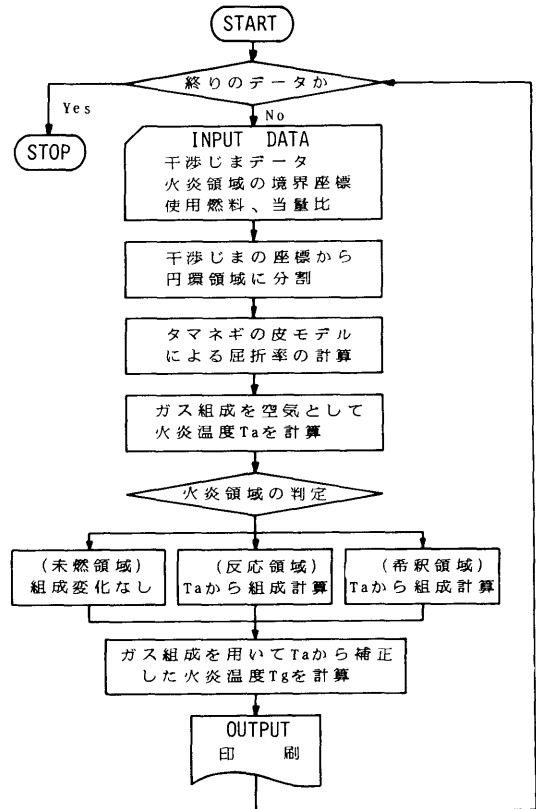 START
終りのデータか
Yes
No
STOP
INPUT DATA
干渉じまデータ
火炎領域の境界座標
使用燃料、当量比
干渉じまの座標から
円環領域に分割
タマネギの皮モデル
による屈折率の計算
ガス組成を空気として
火炎温度Taを計算
火炎領域の判定
(未燃領域)
組成変化なし
(反応領域)
Taから組成計算
(希釈領域)
Taから組成計算
ガス組成を用いてTaから補正
した火炎温度Tgを計算
OUTPUT
印 刷